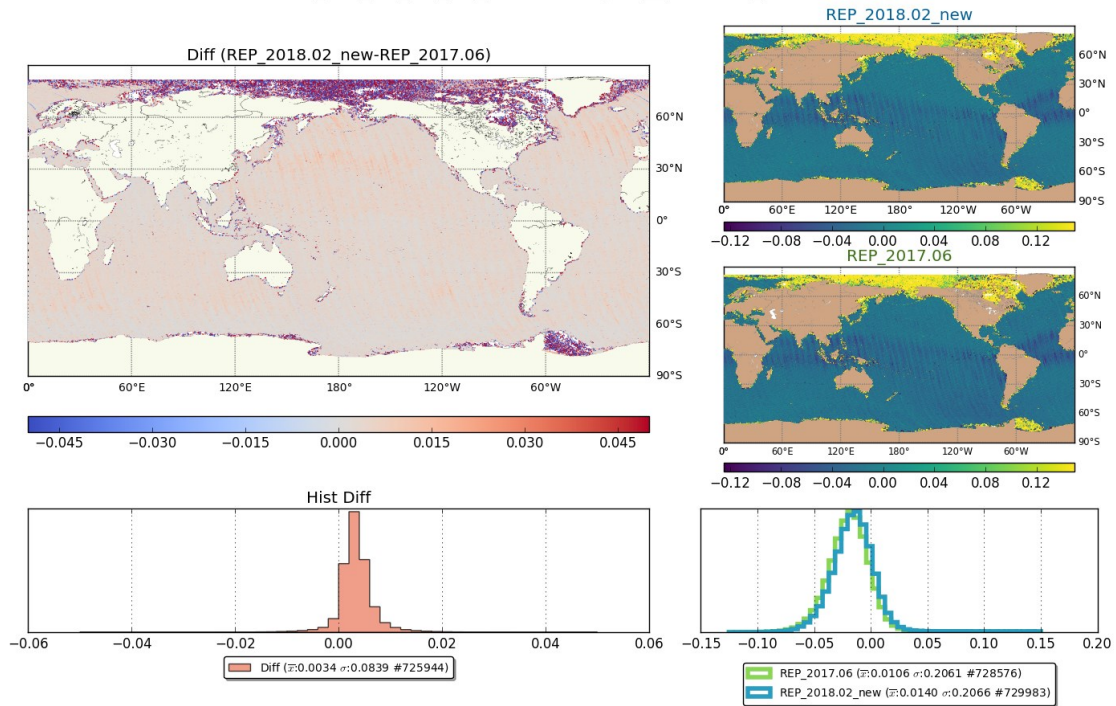 Diff (REP_2018.02_new-REP_2017.06)
60°N
30°N
0°
30°S
60°S
90°S
0° 60°E 120°E 180° 120°W 60°W
−0.045 −0.030 −0.015 0.000 0.015 0.030 0.045
REP_2018.02_new
60°N
30°N
0°
30°S
60°S
90°S
0° 60°E 120°E 180° 120°W 60°W
−0.12 −0.08 −0.04 0.00 0.04 0.08 0.12
REP_2017.06
60°N
30°N
0°
30°S
60°S
90°S
0° 60°E 120°E 180° 120°W 60°W
−0.12 −0.08 −0.04 0.00 0.04 0.08 0.12
Hist Diff
−0.06 −0.04 −0.02 0.00 0.02 0.04 0.06
Diff (x̅:0.0034 σ:0.0839 #725944)
−0.15 −0.10 −0.05 0.00 0.05 0.10 0.15 0.20
REP_2017.06 (x̅:0.0106 σ:0.2061 #728576)
REP_2018.02_new (x̅:0.0140 σ:0.2066 #729983)